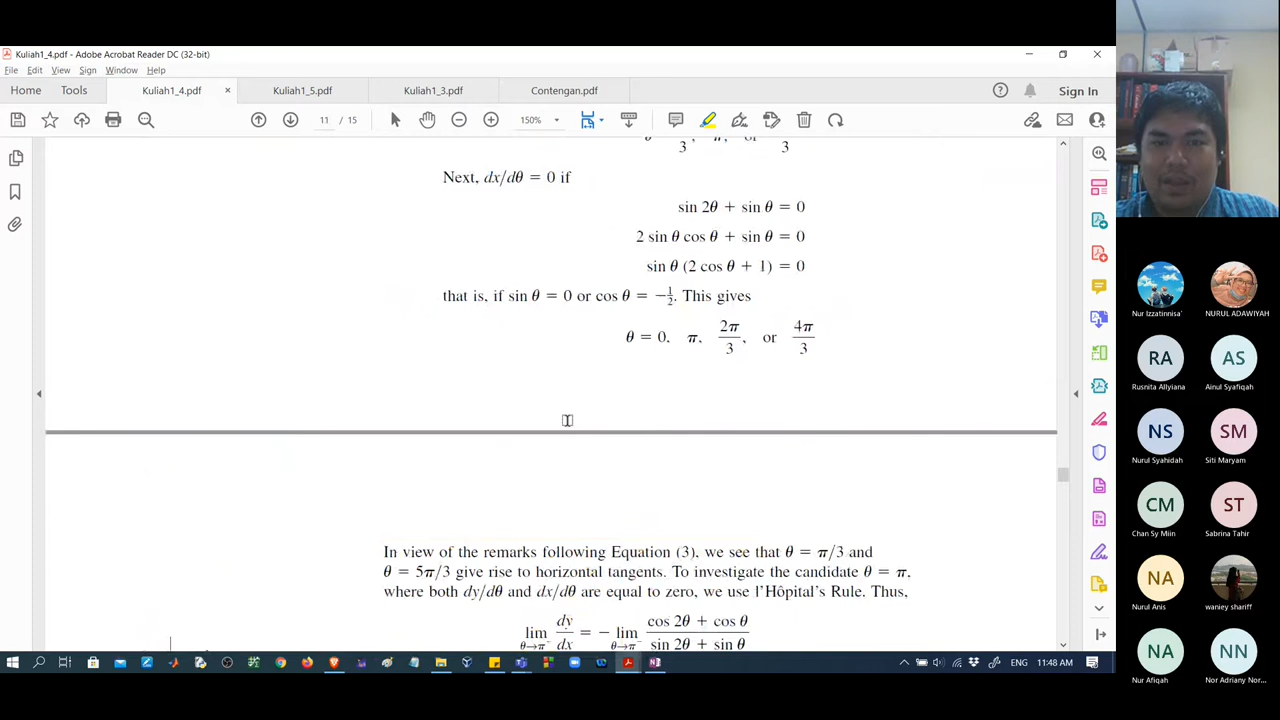 Kuliah1_4.pdf - Adobe Acrobat Reader DC (32-bit)
File Edit View Sign Window Help
Home Tools Kuliah1_4.pdf × Kuliah1_5.pdf Kuliah1_3.pdf Contengan.pdf Sign In
11 / 15 150%
3 3
Next, dx/dθ = 0 if
sin 2θ + sin θ = 0
2 sin θ cos θ + sin θ = 0
sin θ (2 cos θ + 1) = 0
that is, if sin θ = 0 or cos θ = −1/2. This gives
θ = 0, π, 2π/3, or 4π/3
In view of the remarks following Equation (3), we see that θ = π/3 and
θ = 5π/3 give rise to horizontal tangents. To investigate the candidate θ = π,
where both dy/dθ and dx/dθ are equal to zero, we use l'Hôpital's Rule. Thus,
lim θ→π⁻ dy/dx = − lim θ→π⁻ cos 2θ + cos θ / sin 2θ + sin θ
ENG 11:48 AM
Nur Izzatinnisa' NURUL ADAWIYAH
RA AS
Rusnita Allyiana Ainul Syafiqah
NS SM
Nurul Syahidah Siti Maryam
CM ST
Chan Sy Miin Sabrina Tahir
NA
Nurul Anis waniey shariff
NA NN
Nur Afiqah Nor Adriany Nor...